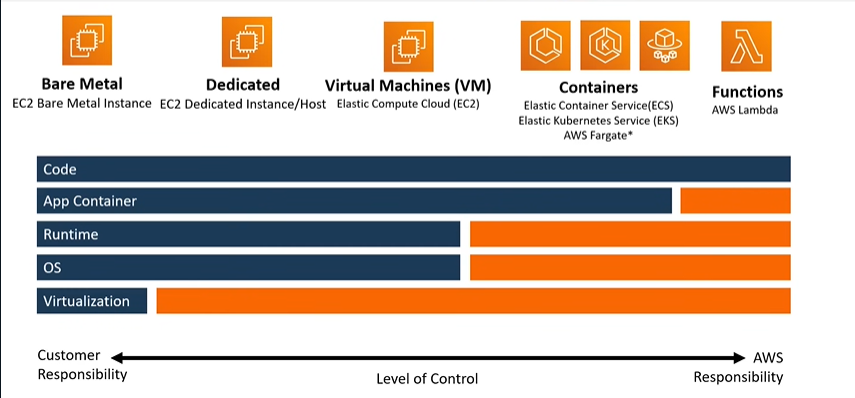 Bare Metal
EC2 Bare Metal Instance
Dedicated
EC2 Dedicated Instance/Host
Virtual Machines (VM)
Elastic Compute Cloud (EC2)
Containers
Elastic Container Service(ECS)
Elastic Kubernetes Service (EKS)
AWS Fargate*
Functions
AWS Lambda
Code
App Container
Runtime
OS
Virtualization
Customer
Responsibility
Level of Control
AWS
Responsibility